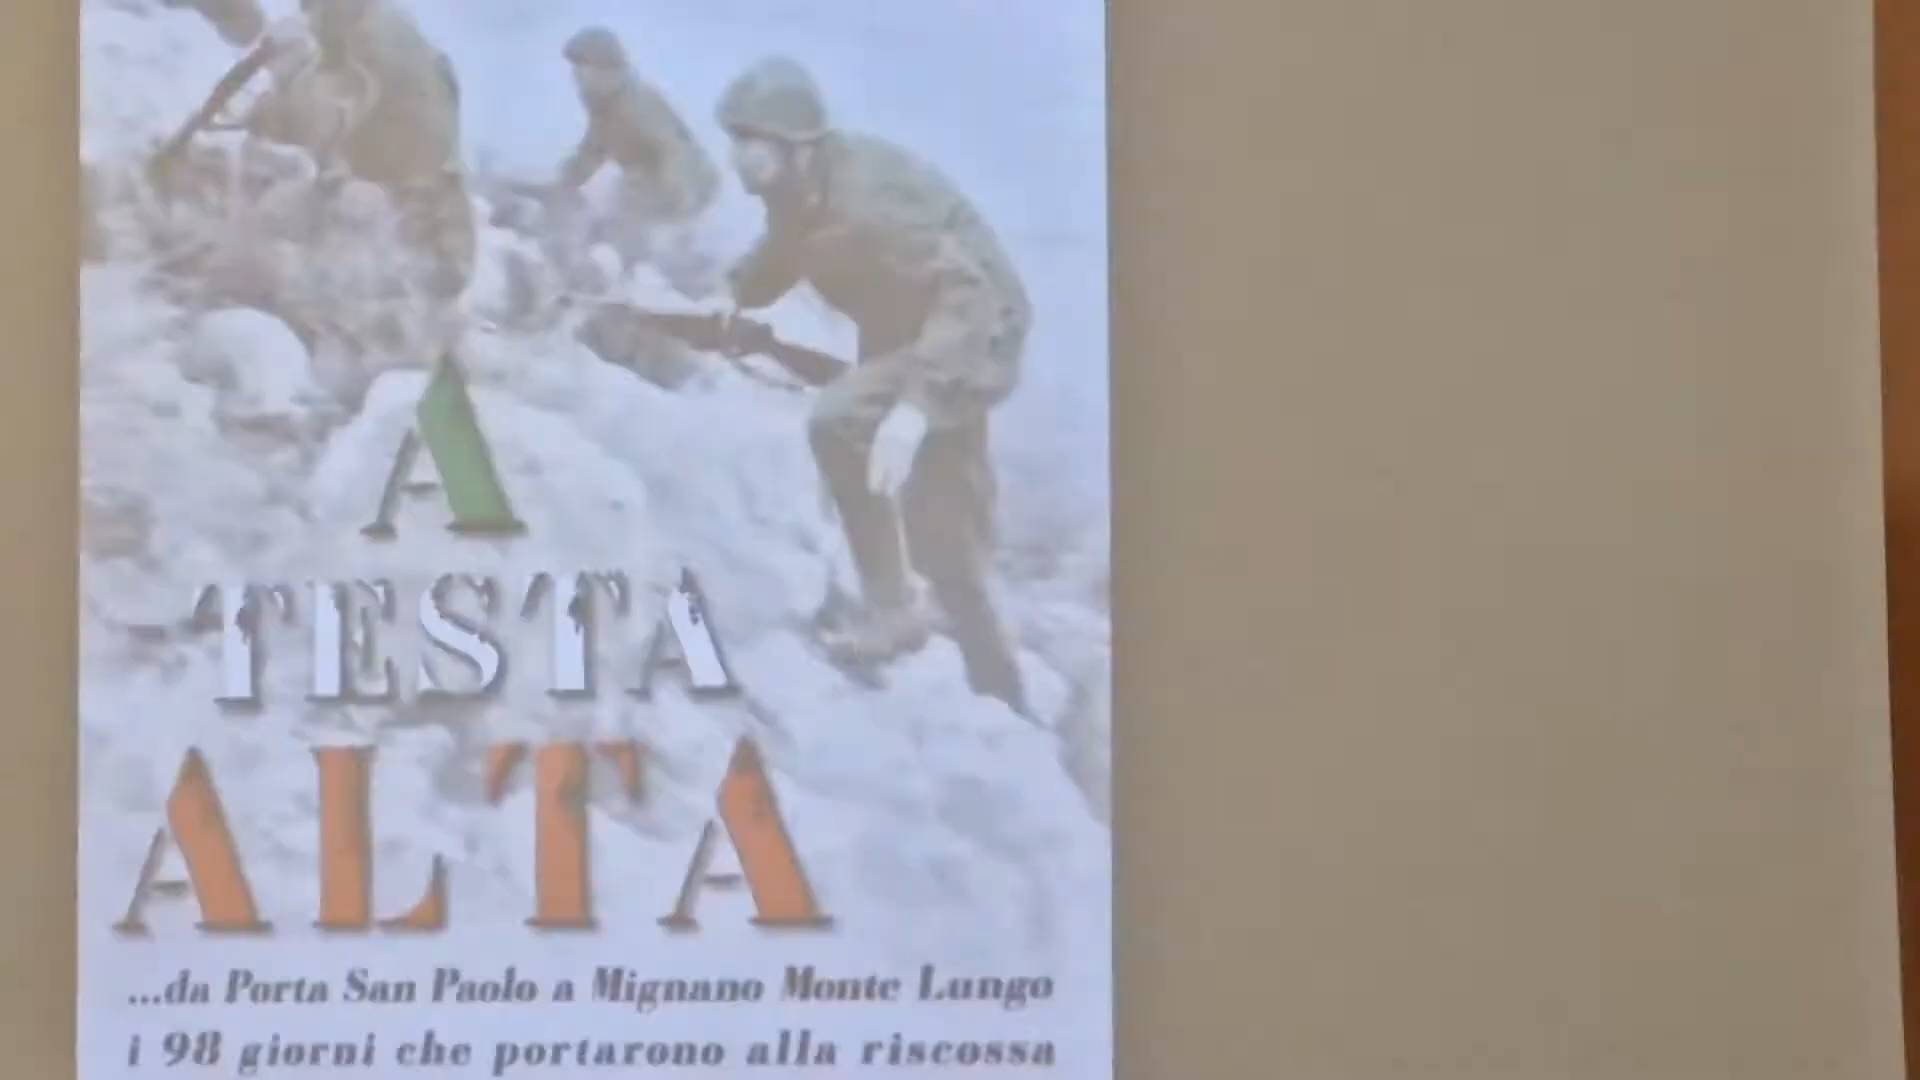 A
TESTA
ALTA
...da Porta San Paolo a Mignano Monte Lungo
i 98 giorni che portarono alla riscossa